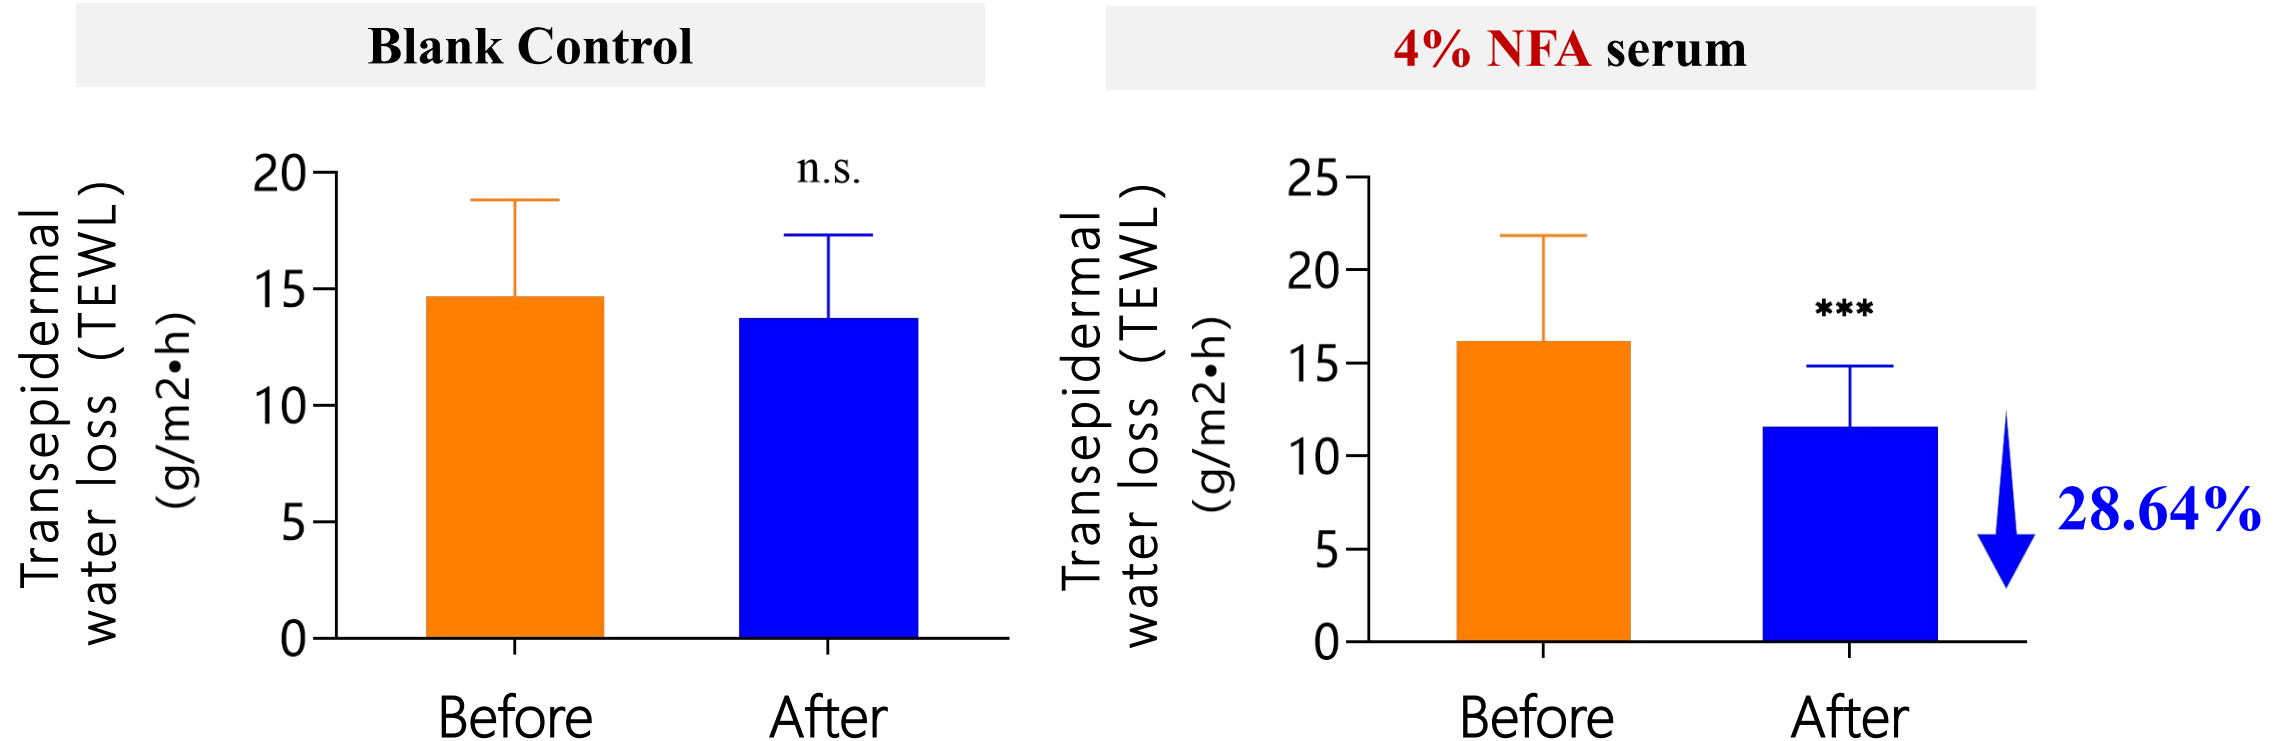 Blank Control
4% NFA serum
Transepidermal
water loss (TEWL)
(g/m2•h)
20
15
10
5
0
n.s.
Before
After
Transepidermal
water loss (TEWL)
(g/m2•h)
25
20
15
10
5
0
***
28.64%
Before
After